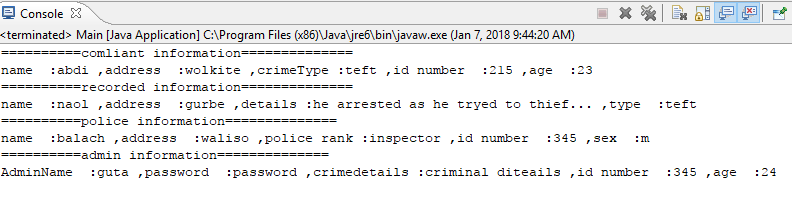 Console
<terminated> Main [Java Application] C:\Program Files (x86)\Java\jre6\bin\javaw.exe (Jan 7, 2018 9:44:20 AM)
==========comliant information==============
name  :abdi ,address  :wolkite ,crimeType :teft ,id number  :215 ,age  :23
==========recorded information==============
name  :naol ,address  :gurbe ,details :he arrested as he tryed to thief... ,type  :teft
==========police information==============
name  :balach ,address  :waliso ,police rank :inspector ,id number  :345 ,sex  :m
==========admin information==============
AdminName  :guta ,password  :password ,crimedetails :criminal diteails ,id number  :345 ,age  :24